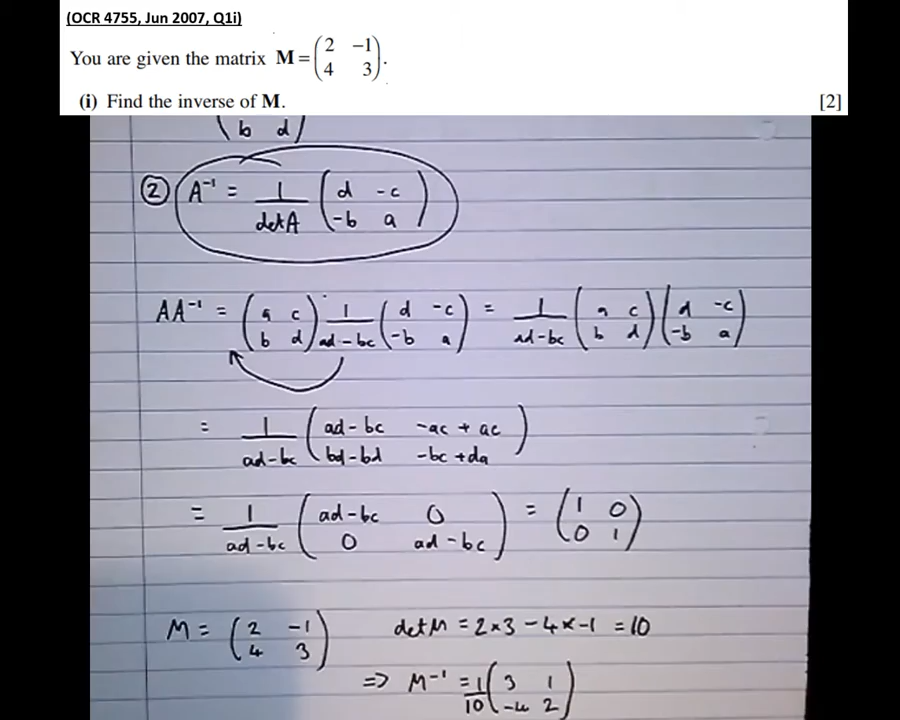 (OCR 4755, Jun 2007, Q1i)
You are given the matrix M = (2 −1
4 3).
(i) Find the inverse of M. [2]
(b d)
② A⁻¹ = 1/detA (d -c
-b a)
AA⁻¹ = (a c
b d) 1/ad-bc (d -c
-b a) = 1/ad-bc (a c
b d)(d -c
-b a)
= 1/ad-bc (ad-bc -ac+ac
bd-bd -bc+da)
= 1/ad-bc (ad-bc 0
0 ad-bc) = (1 0
0 1)
M = (2 -1
4 3) detM = 2×3 - 4×-1 = 10
=> M⁻¹ = 1/10 (3 1
-4 2)